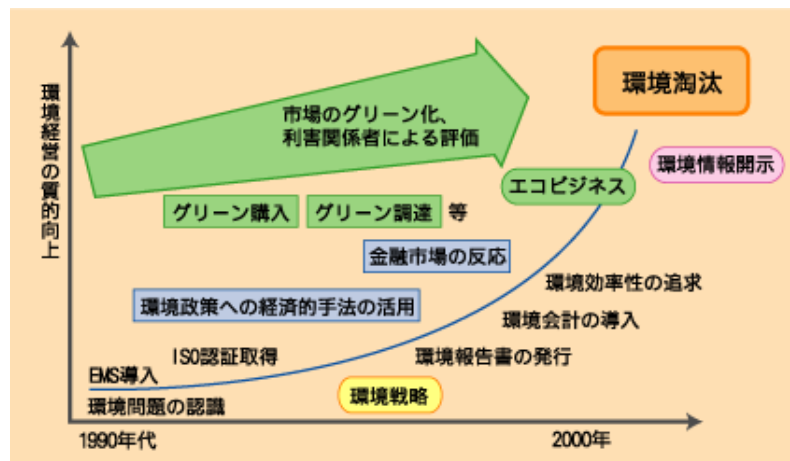 環境経営の質的向上
環境淘汰
市場のグリーン化、
利害関係者による評価
環境情報開示
エコビジネス
グリーン購入
グリーン調達 等
金融市場の反応
環境効率性の追求
環境政策への経済的手法の活用
環境会計の導入
ISO認証取得
環境報告書の発行
EMS導入
環境戦略
環境問題の認識
1990年代
2000年